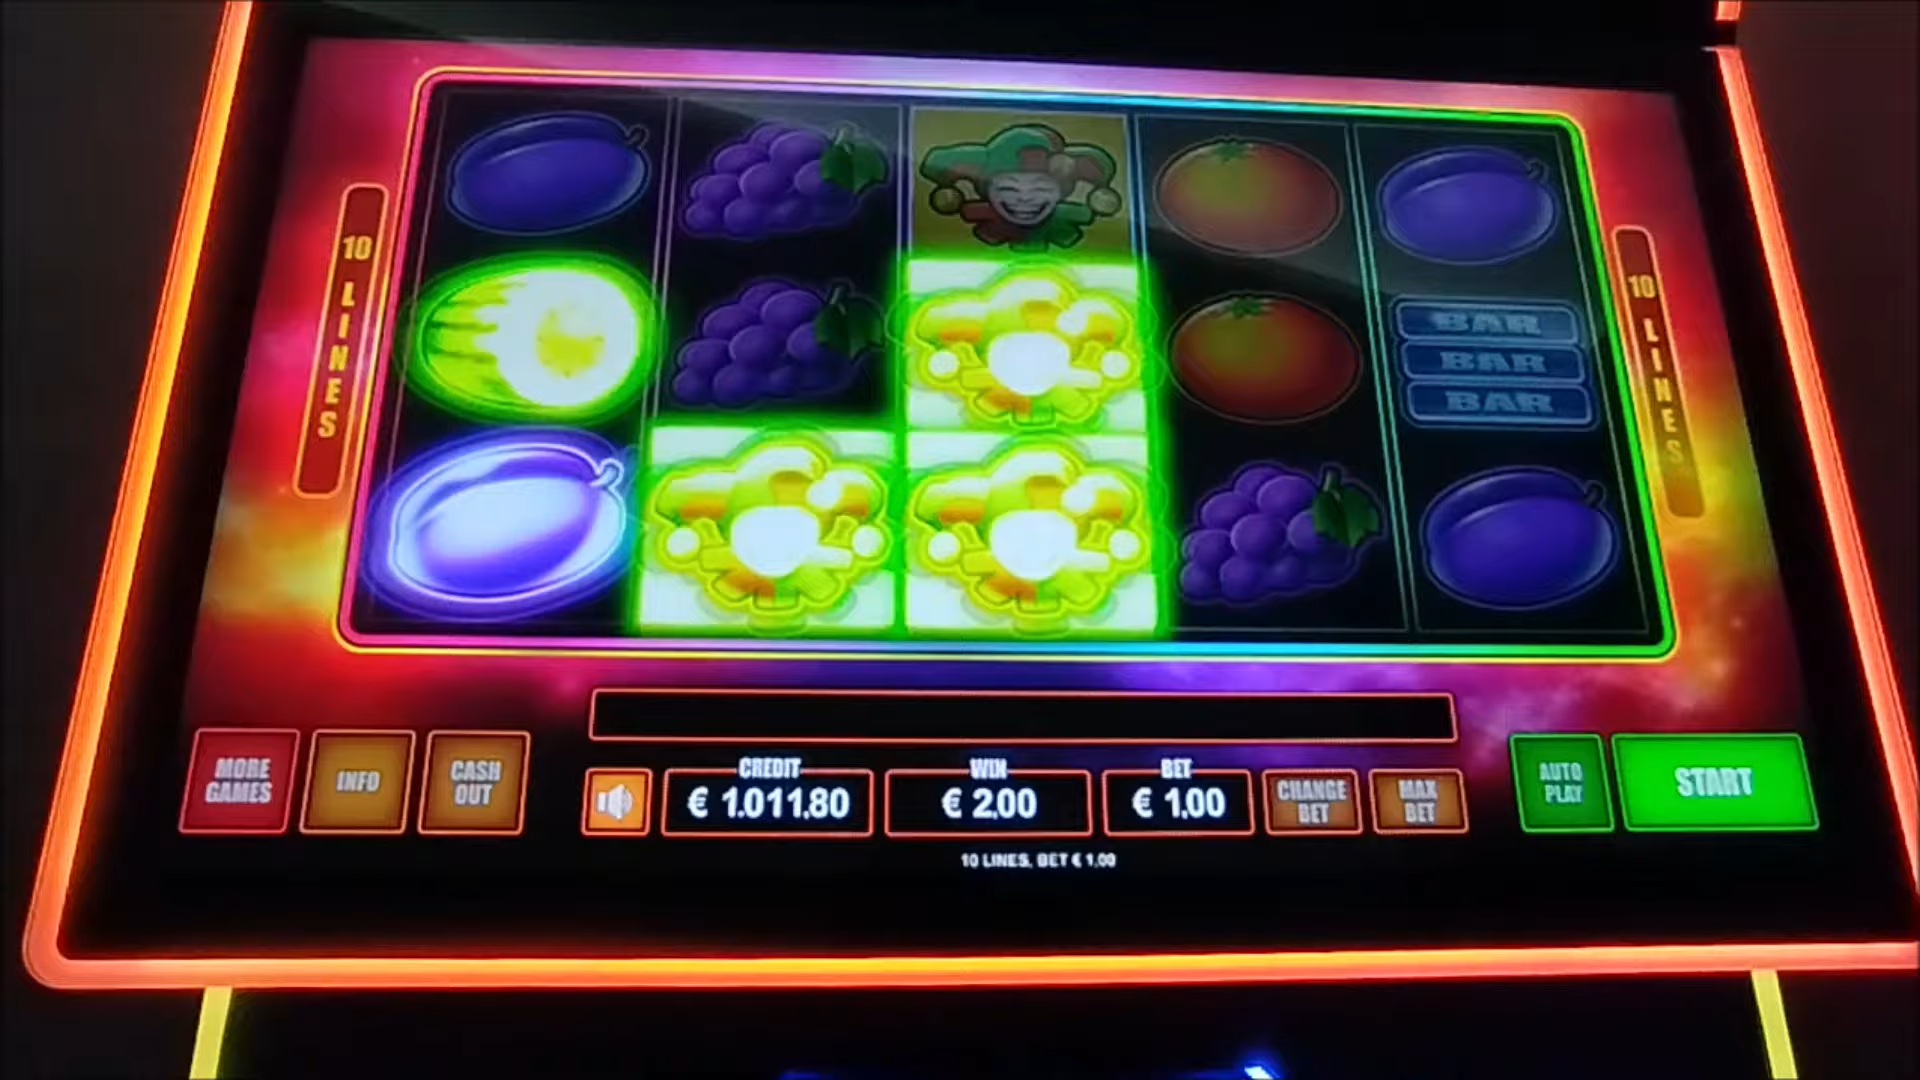 10 LINES
10 LINES
BAR
BAR
BAR
MORE
GAMES
INFO
CASH
OUT
CREDIT
€ 1.011,80
WIN
€ 2,00
BET
€ 1,00
CHANGE
BET
MAX
BET
AUTO
PLAY
START
10 LINES, BET € 1,00